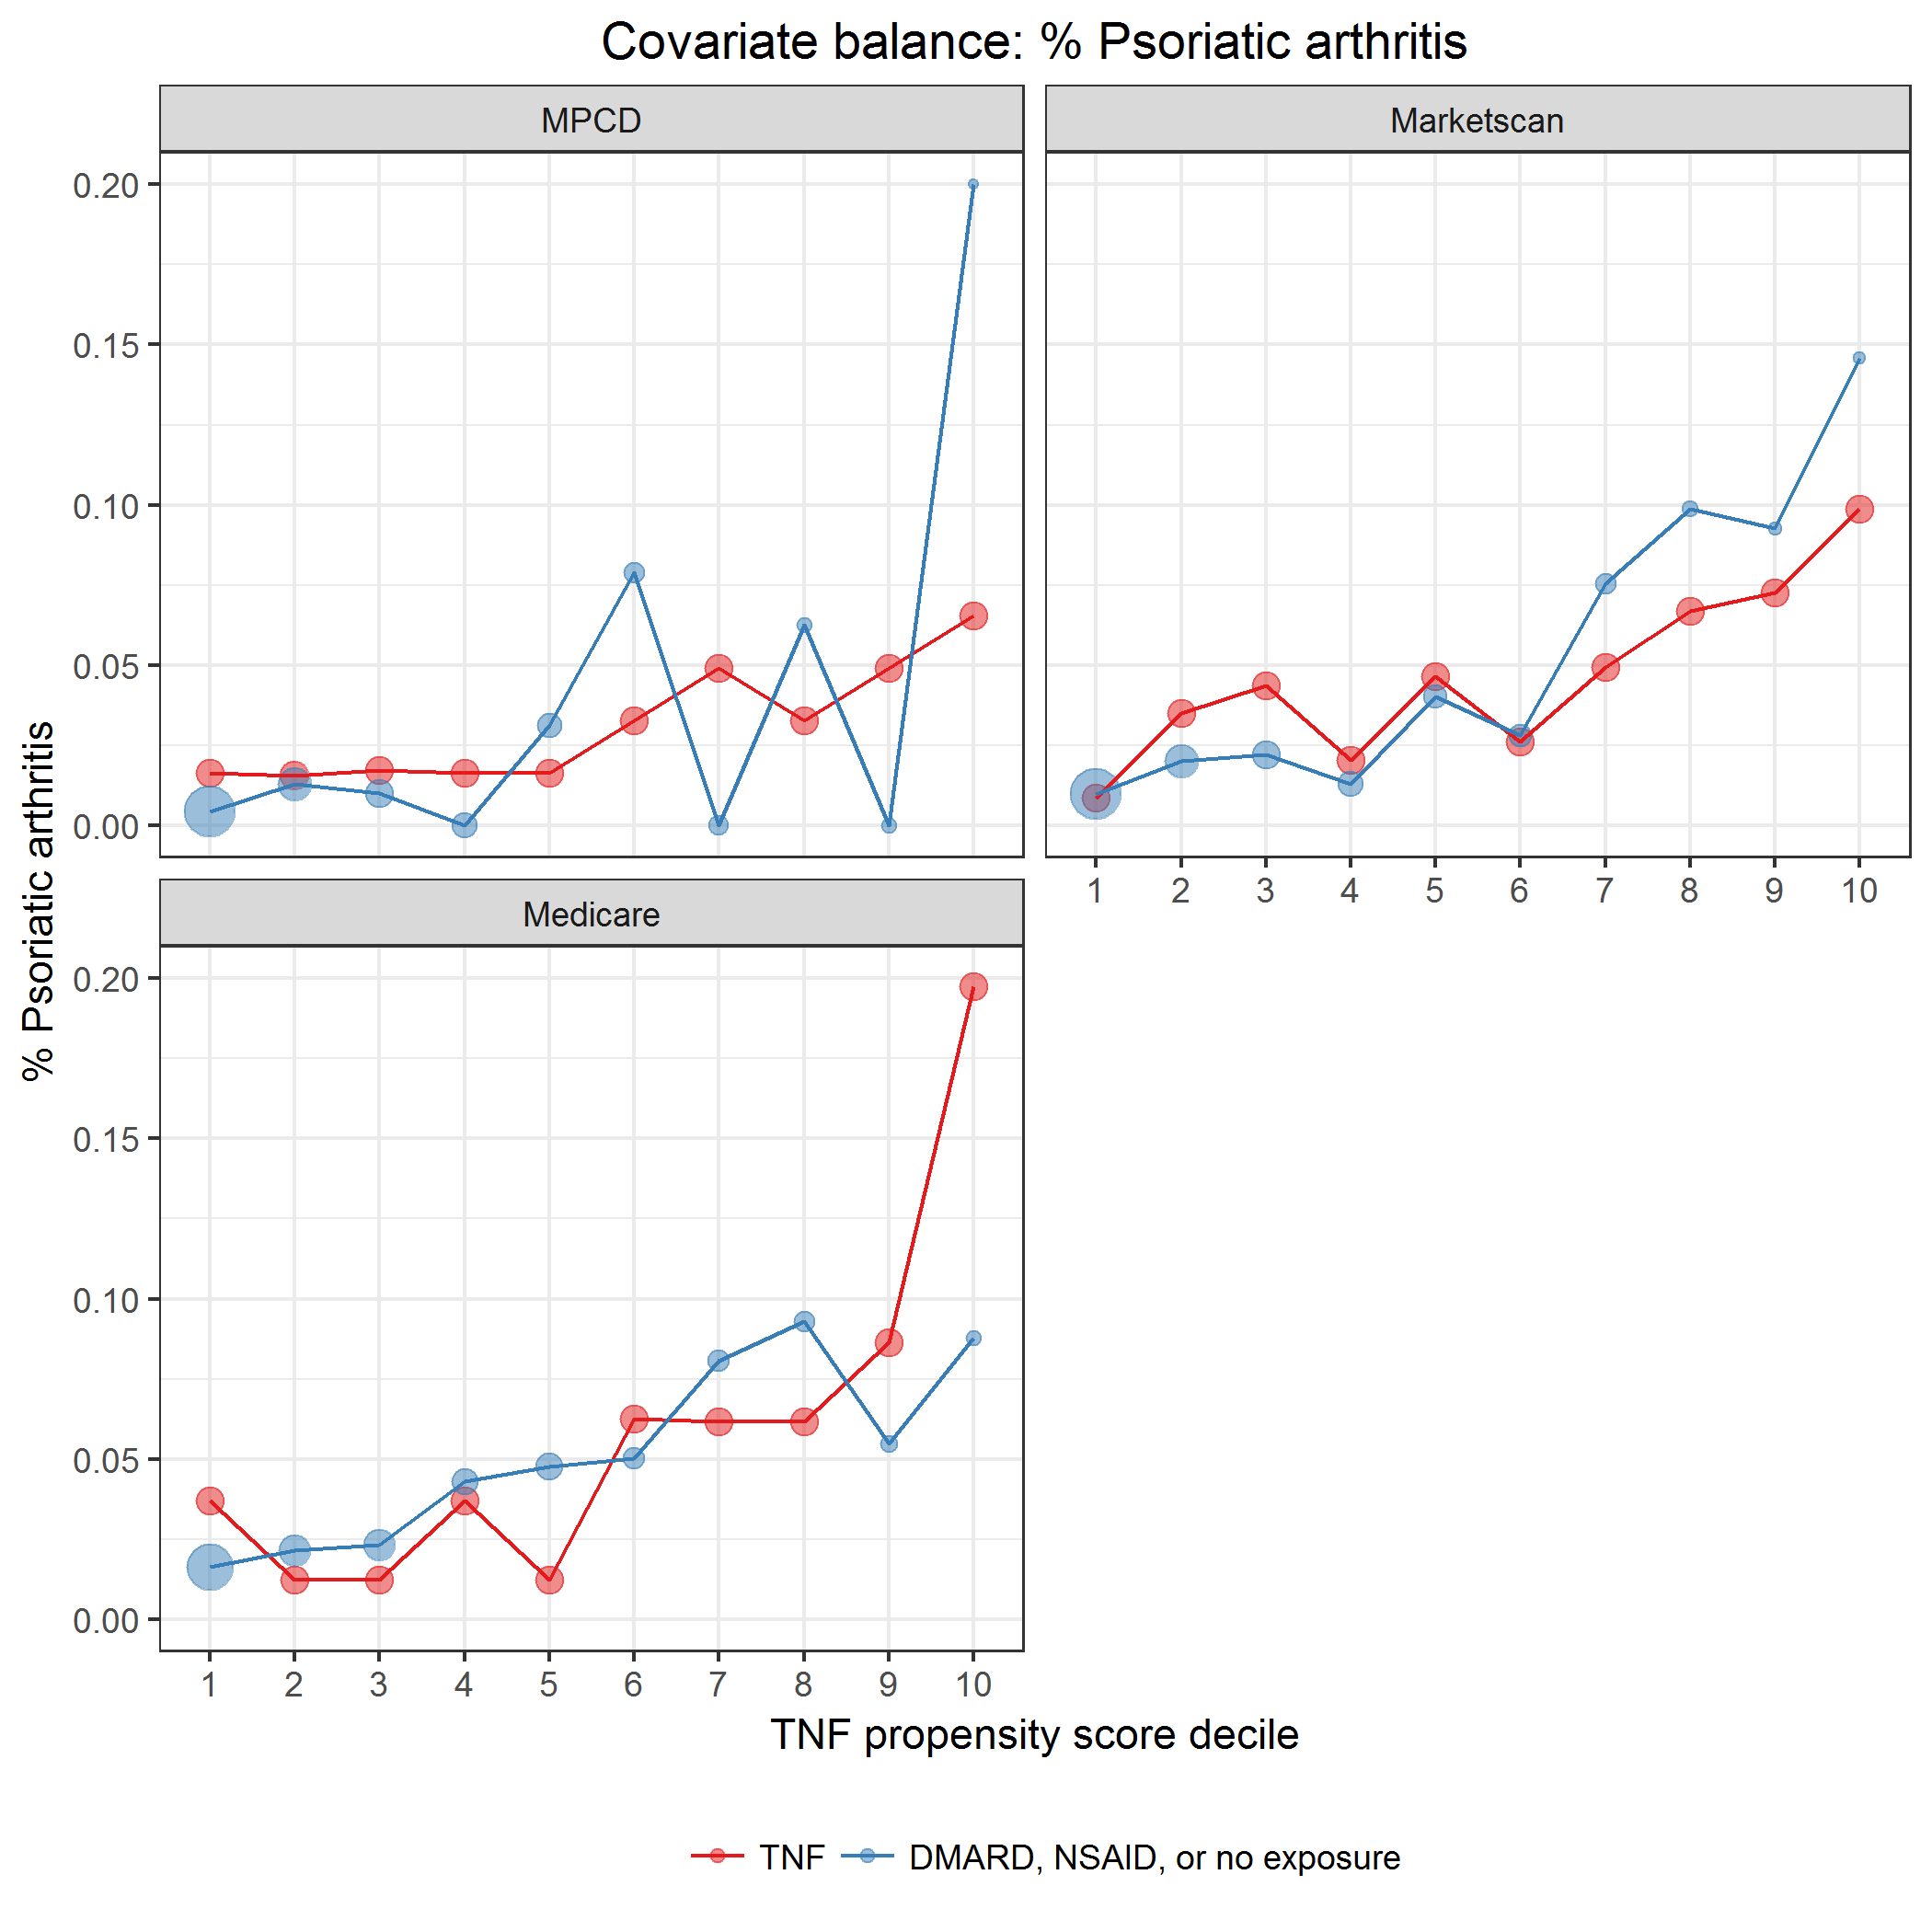 Covariate balance: % Psoriatic arthritis
MPCD
Marketscan
0.20
0.15
0.10
0.05
0.00
1 2 3 4 5 6 7 8 9 10
Medicare
0.20
0.15
0.10
0.05
0.00
1 2 3 4 5 6 7 8 9 10
% Psoriatic arthritis
TNF propensity score decile
TNF
DMARD, NSAID, or no exposure